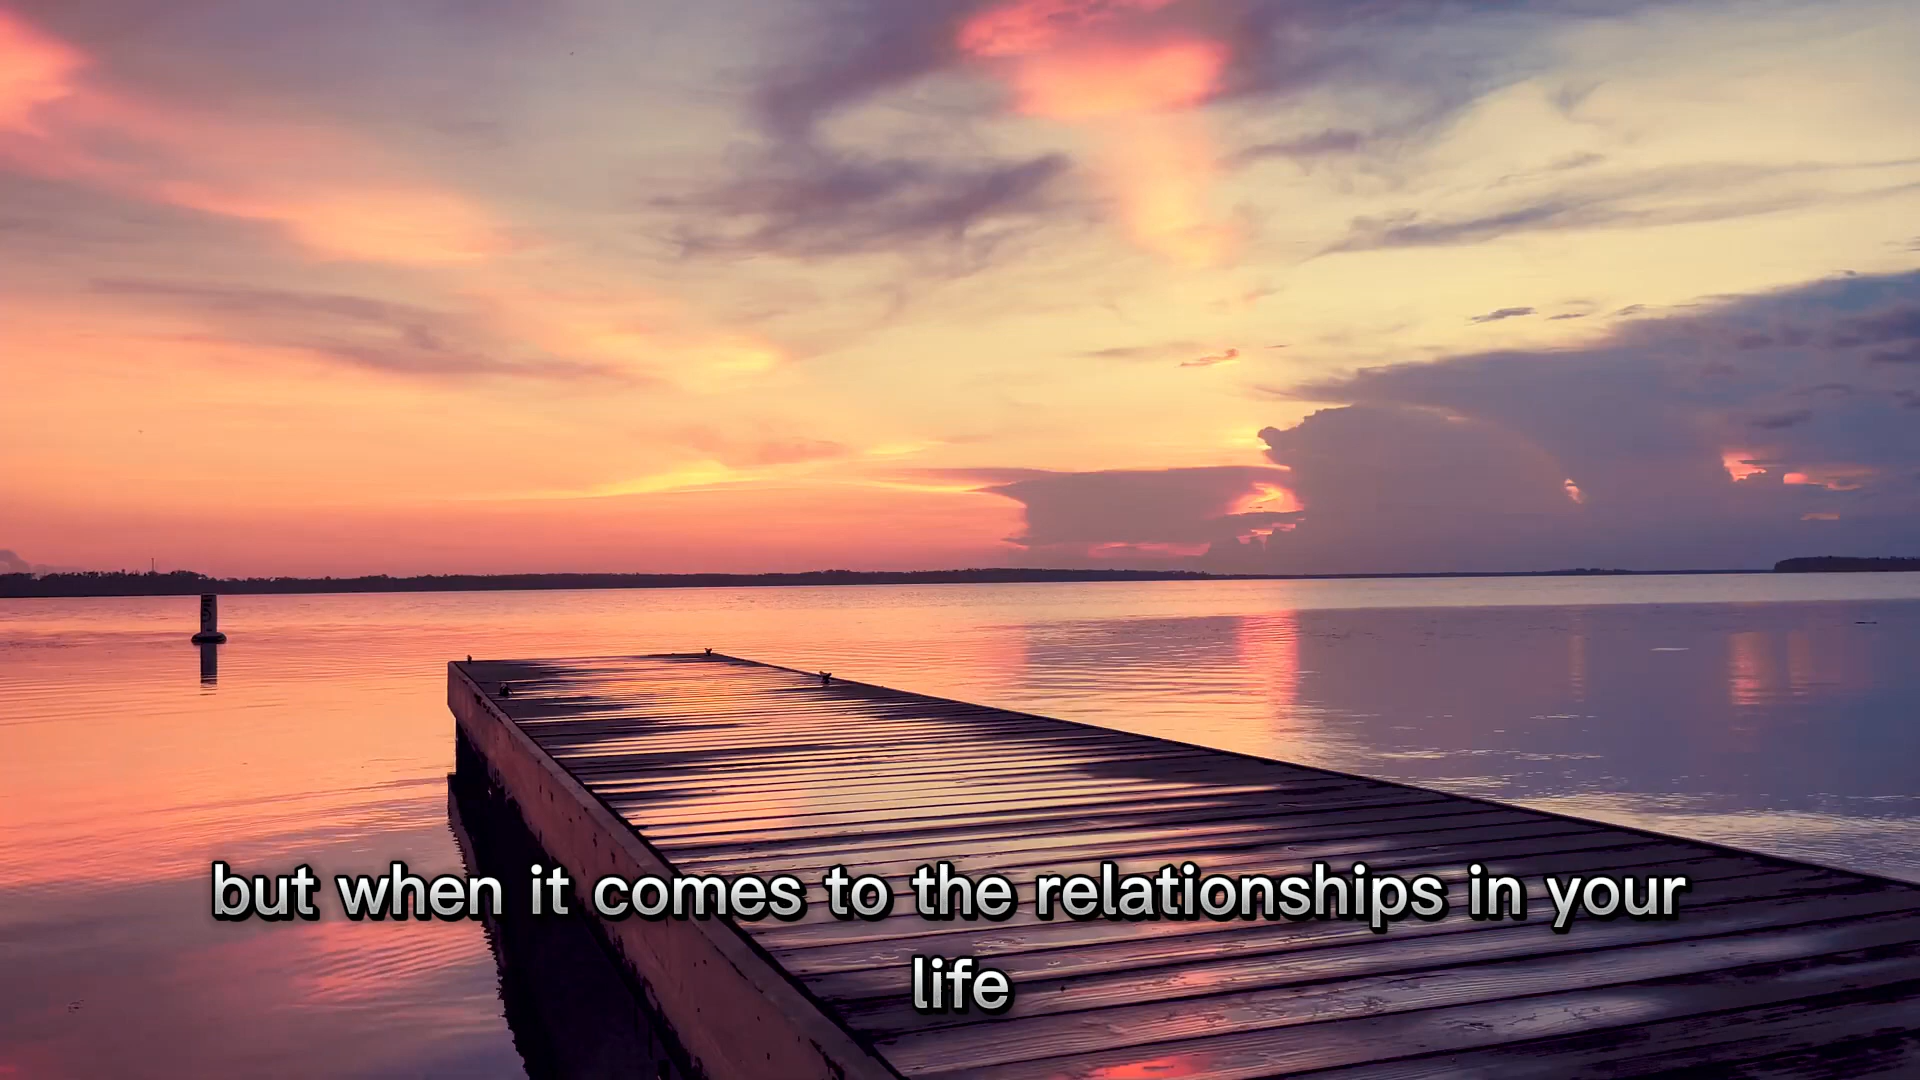 but when it comes to the relationships in your
life